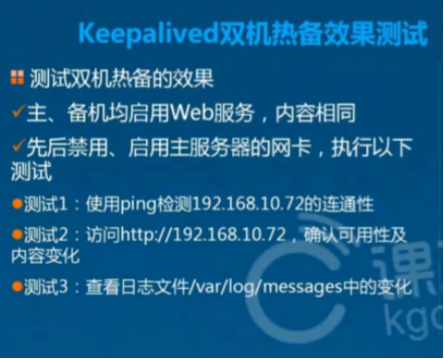 Keepalived双机热备效果测试
测试双机热备的效果
✓主、备机均启用Web服务，内容相同
✓先后禁用、启用主服务器的网卡，执行以下
测试
●测试1：使用ping检测192.168.10.72的连通性
●测试2：访问http://192.168.10.72，确认可用性及
内容变化
●测试3：查看日志文件/var/log/messages中的变化
课
kgc